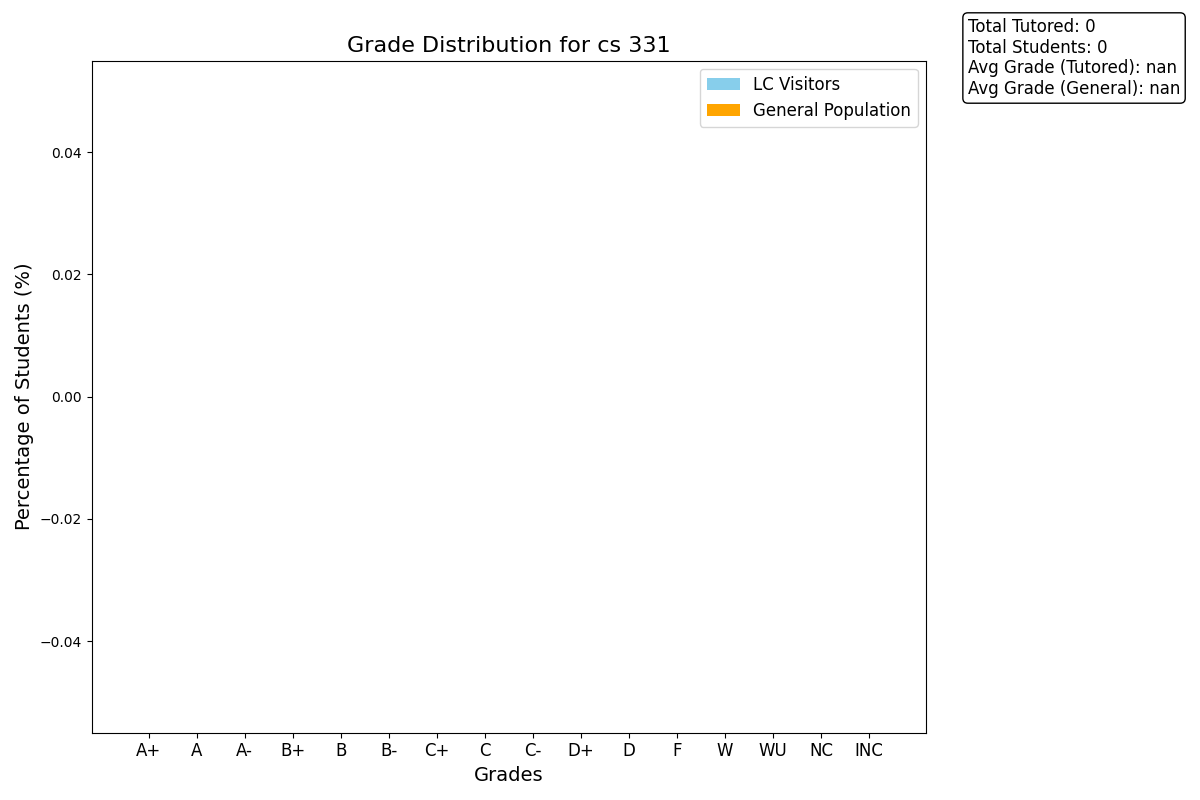 Total Tutored: 0
Total Students: 0
Avg Grade (Tutored): nan
Avg Grade (General): nan
Grade Distribution for cs 331
LC Visitors
General Population
0.04
0.02
0.00
−0.02
−0.04
Percentage of Students (%)
A+ A A- B+ B B- C+ C C- D+ D F W WU NC INC
Grades